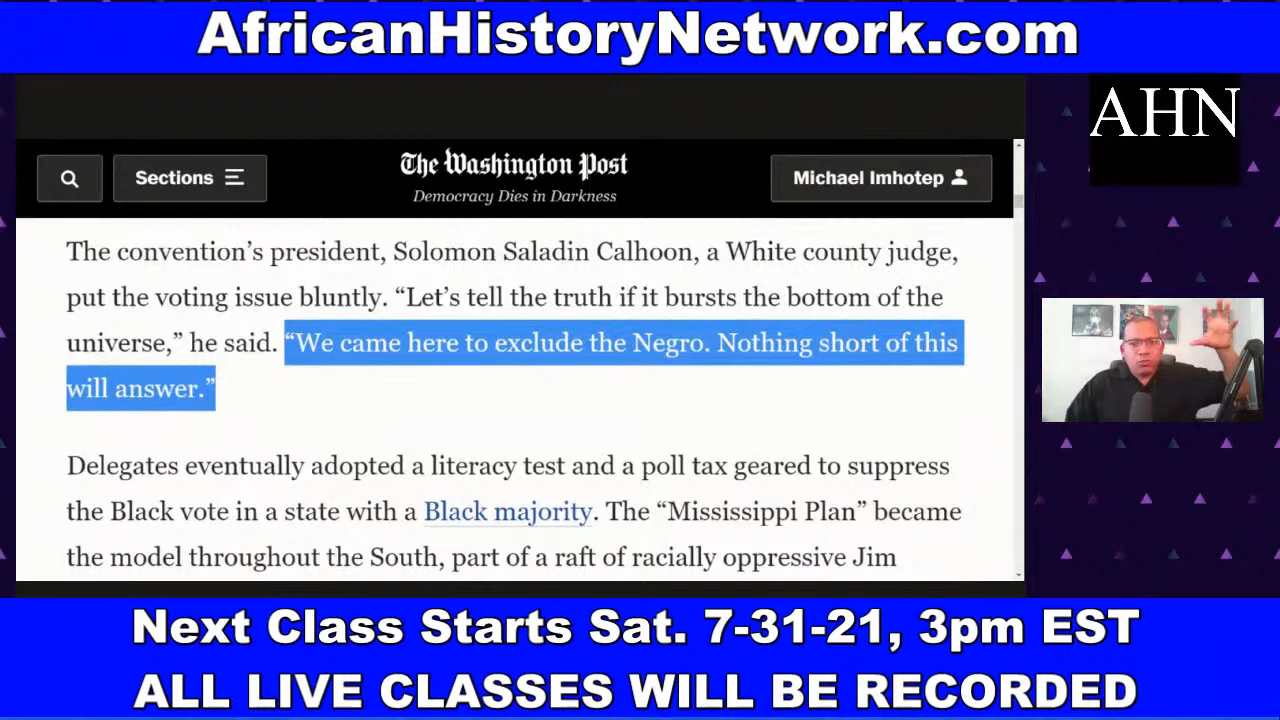 AfricanHistoryNetwork.com
AHN
Sections
The Washington Post
Democracy Dies in Darkness
Michael Imhotep
The convention’s president, Solomon Saladin Calhoon, a White county judge,
put the voting issue bluntly. “Let’s tell the truth if it bursts the bottom of the
universe,” he said. “We came here to exclude the Negro. Nothing short of this
will answer.”
Delegates eventually adopted a literacy test and a poll tax geared to suppress
the Black vote in a state with a Black majority. The “Mississippi Plan” became
the model throughout the South, part of a raft of racially oppressive Jim
Next Class Starts Sat. 7-31-21, 3pm EST
ALL LIVE CLASSES WILL BE RECORDED